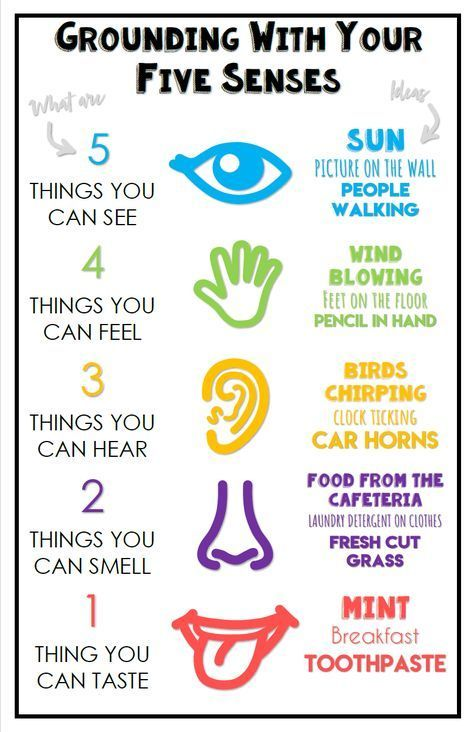 GROUNDING WITH YOUR
FIVE SENSES
What are
Ideas
5
THINGS YOU
CAN SEE
SUN
PICTURE ON THE WALL
PEOPLE
WALKING
4
THINGS YOU
CAN FEEL
WIND
BLOWING
FEET ON THE FLOOR
PENCIL IN HAND
3
THINGS YOU
CAN HEAR
BIRDS
CHIRPING
CLOCK TICKING
CAR HORNS
2
THINGS YOU
CAN SMELL
FOOD FROM THE
CAFETERIA
LAUNDRY DETERGENT ON CLOTHES
FRESH CUT
GRASS
1
THING YOU
CAN TASTE
MINT
Breakfast
TOOTHPASTE